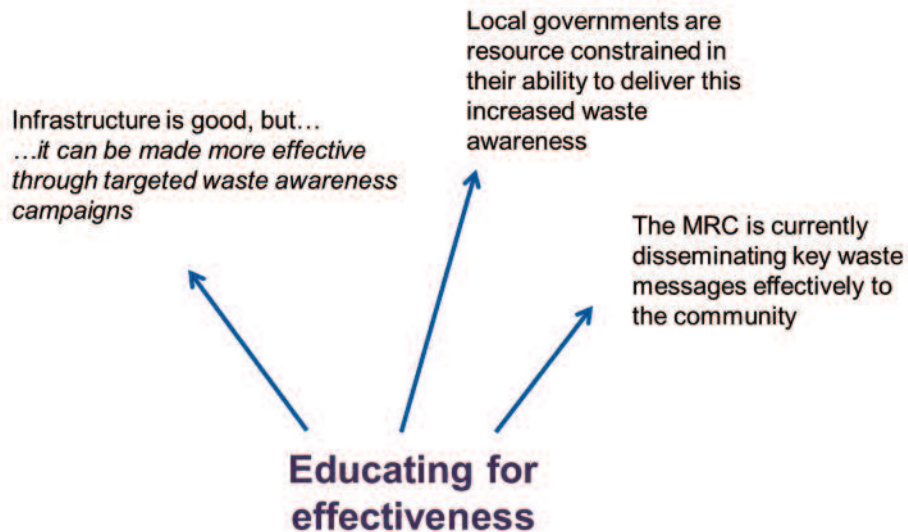 Local governments are
resource constrained in
their ability to deliver this
increased waste
awareness
Infrastructure is good, but…
…it can be made more effective
through targeted waste awareness
campaigns
The MRC is currently
disseminating key waste
messages effectively to
the community
Educating for
effectiveness